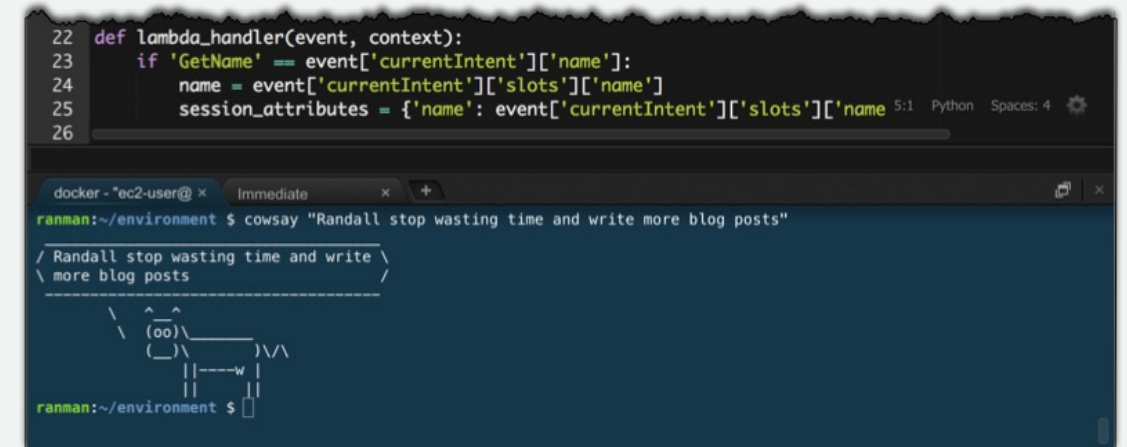 22 def lambda_handler(event, context):
23     if 'GetName' == event['currentIntent']['name']:
24         name = event['currentIntent']['slots']['name']
25         session_attributes = {'name': event['currentIntent']['slots']['name 5:1 Python Spaces: 4
26
docker - "ec2-user@ × Immediate × + ×
ranman:~/environment $ cowsay "Randall stop wasting time and write more blog posts"
 _____________________________________
/ Randall stop wasting time and write \
\ more blog posts                     /
 -------------------------------------
        \   ^__^
         \  (oo)\_______
            (__)\       )\/\
                ||----w |
                ||     ||
ranman:~/environment $